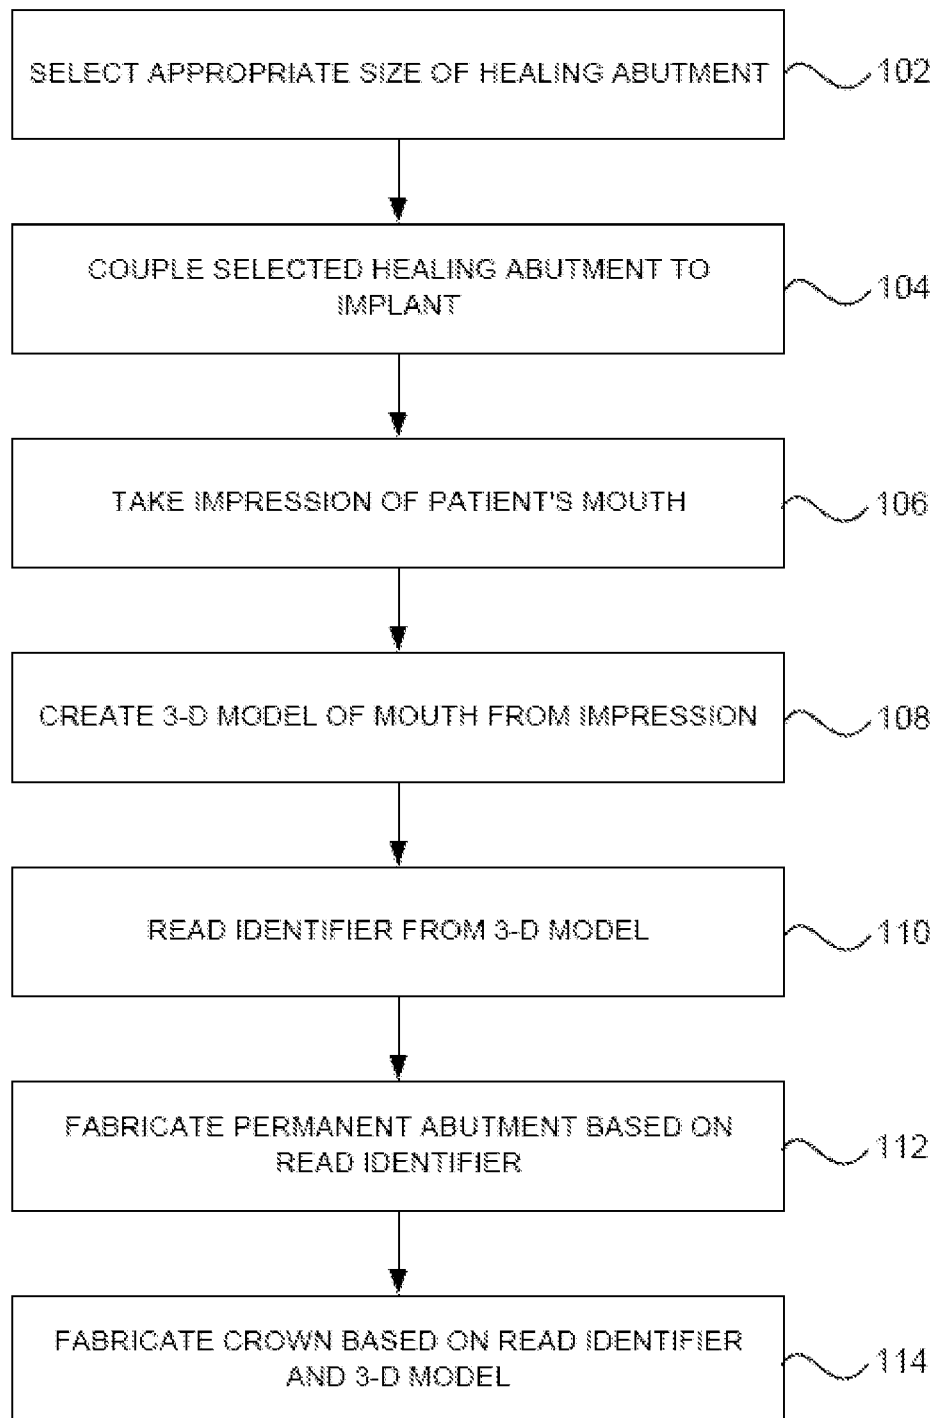 SELECT APPROPRIATE SIZE OF HEALING ABUTMENT
102
COUPLE SELECTED HEALING ABUTMENT TO
IMPLANT
104
TAKE IMPRESSION OF PATIENT'S MOUTH
106
CREATE 3-D MODEL OF MOUTH FROM IMPRESSION
108
READ IDENTIFIER FROM 3-D MODEL
110
FABRICATE PERMANENT ABUTMENT BASED ON
READ IDENTIFIER
112
FABRICATE CROWN BASED ON READ IDENTIFIER
AND 3-D MODEL
114